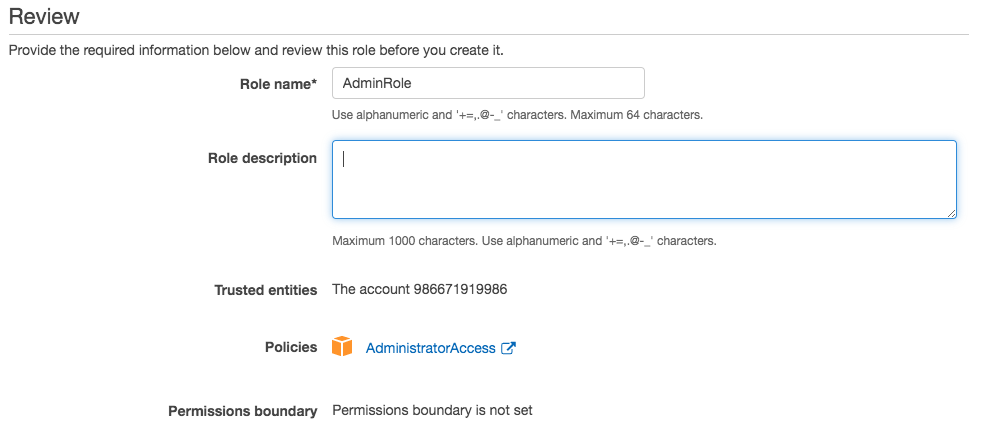 Review
Provide the required information below and review this role before you create it.
Role name* AdminRole
Use alphanumeric and '+=,.@-_' characters. Maximum 64 characters.
Role description
Maximum 1000 characters. Use alphanumeric and '+=,.@-_' characters.
Trusted entities The account 986671919986
Policies AdministratorAccess
Permissions boundary Permissions boundary is not set